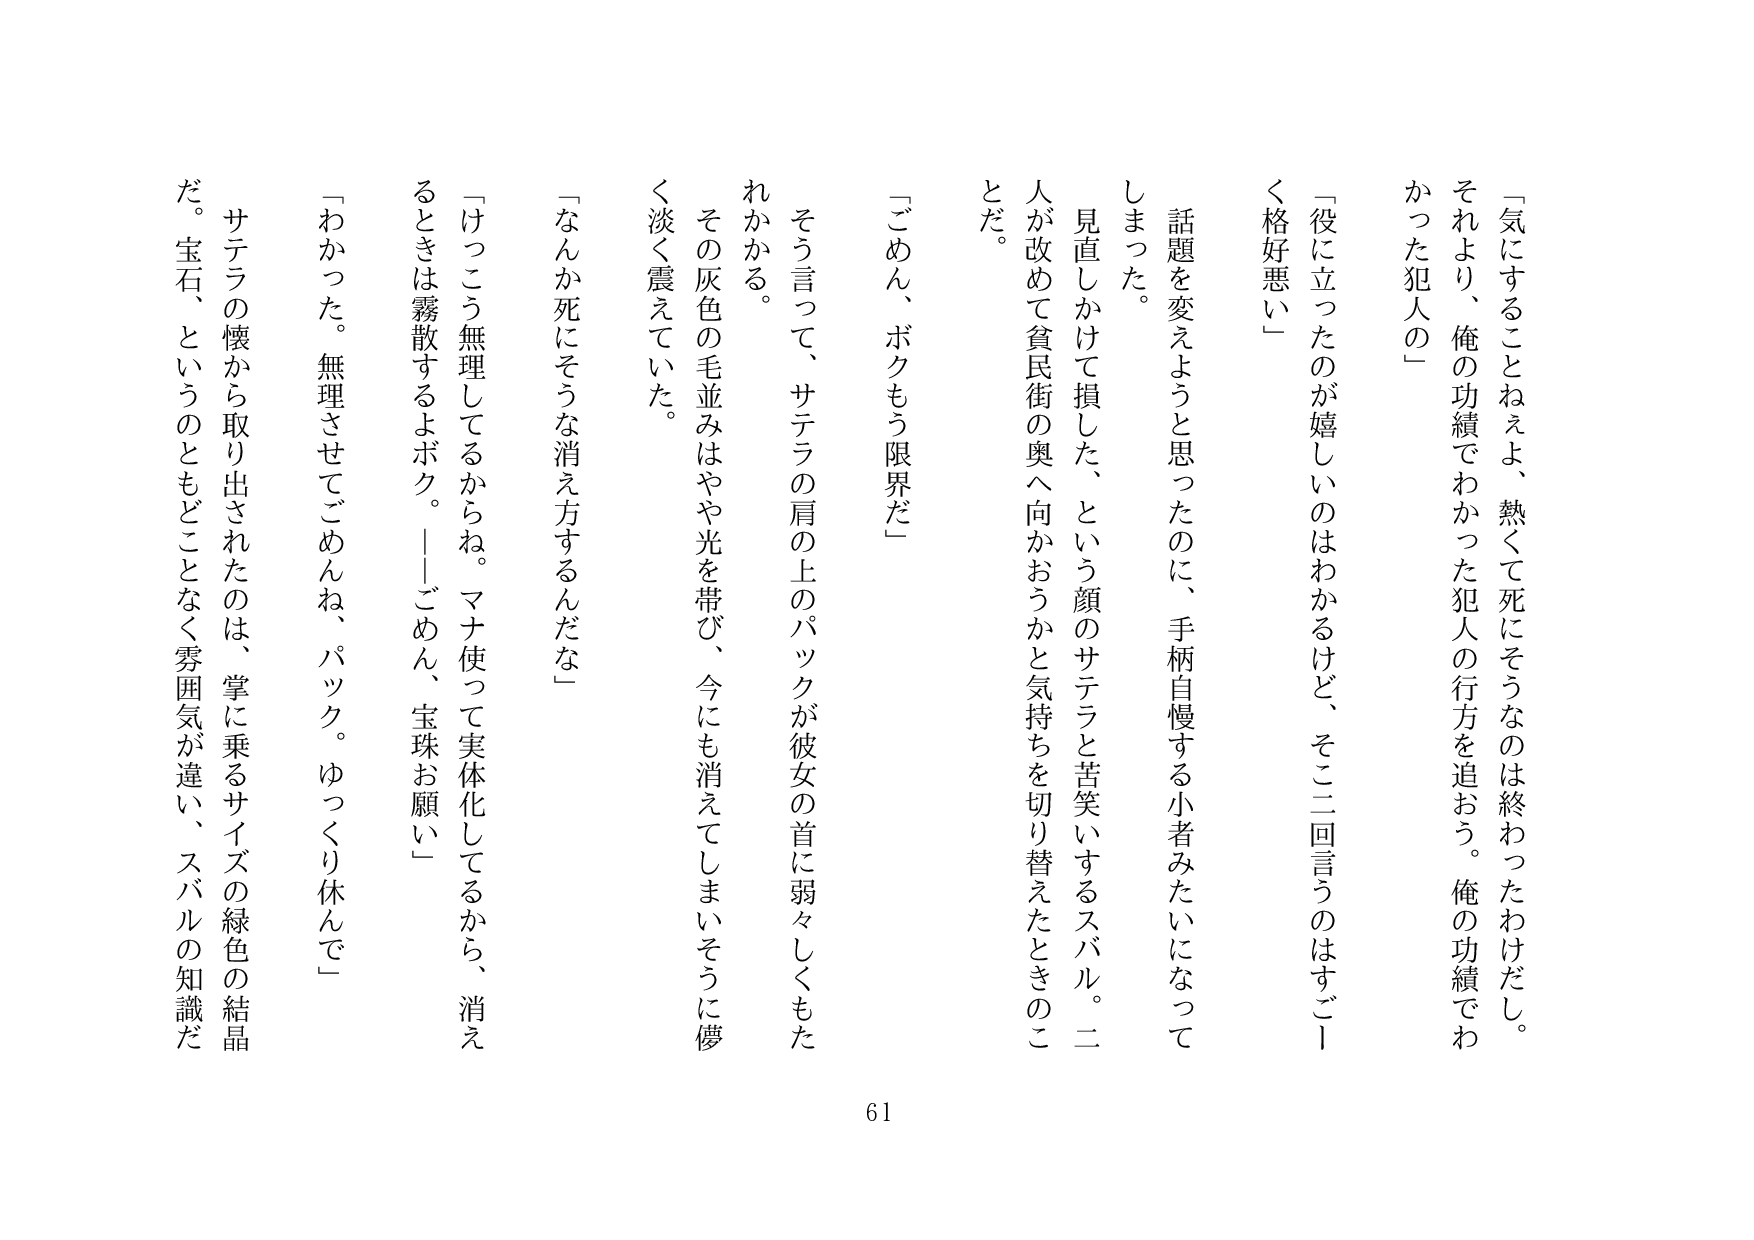 「気にすることねぇよ、熱くて死にそうなのは終わったわけだし。
それより、俺の功績でわかった犯人の行方を追おう。俺の功績でわ
かった犯人の」
「役に立ったのが嬉しいのはわかるけど、そこ二回言うのはすごー
く格好悪い」
　話題を変えようと思ったのに、手柄自慢する小者みたいになって
しまった。
　見直しかけて損した、という顔のサテラと苦笑いするスバル。二
人が改めて貧民街の奥へ向かおうかと気持ちを切り替えたときのこ
とだ。
「ごめん、ボクもう限界だ」
　そう言って、サテラの肩の上のパックが彼女の首に弱々しくもた
れかかる。
　その灰色の毛並みはやや光を帯び、今にも消えてしまいそうに儚
く淡く震えていた。
「なんか死にそうな消え方するんだな」
「けっこう無理してるからね。マナ使って実体化してるから、消え
るときは霧散するよボク。――ごめん、宝珠お願い」
「わかった。無理させてごめんね、パック。ゆっくり休んで」
　サテラの懐から取り出されたのは、掌に乗るサイズの緑色の結晶
だ。宝石、というのともどことなく雰囲気が違い、スバルの知識だ
61